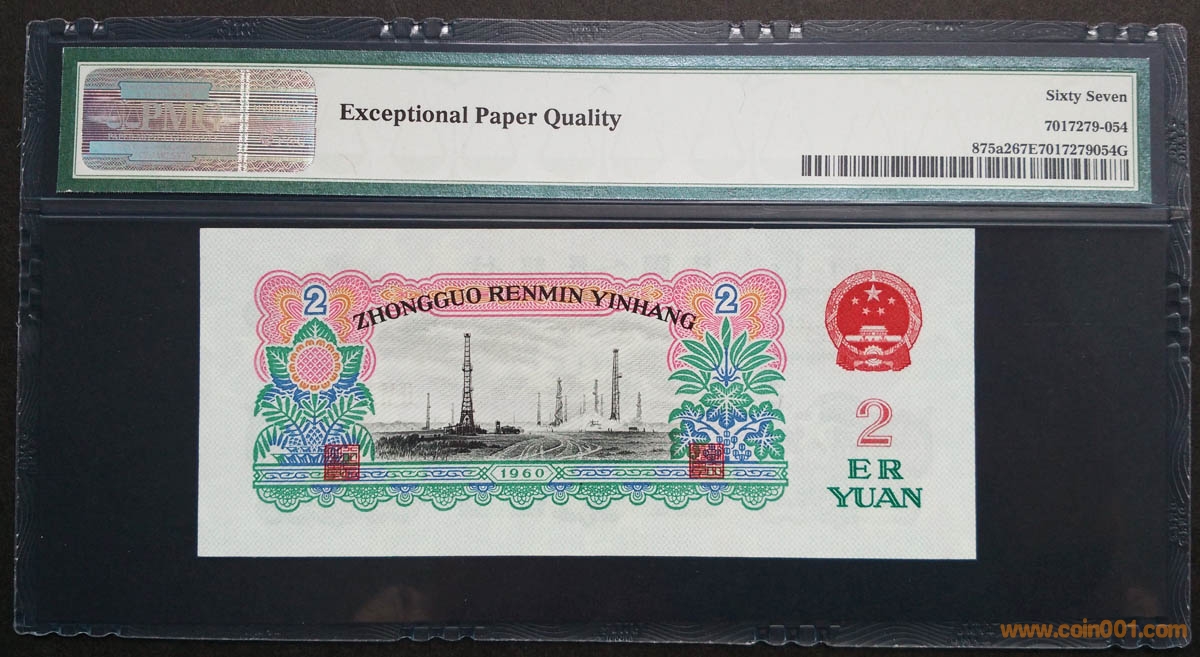 PMG
Exceptional Paper Quality
Sixty Seven
7017279-054
875a267E7017279054G
2
ZHONGGUO RENMIN YINHANG
2
1960
2
ER
YUAN
www.coin001.com